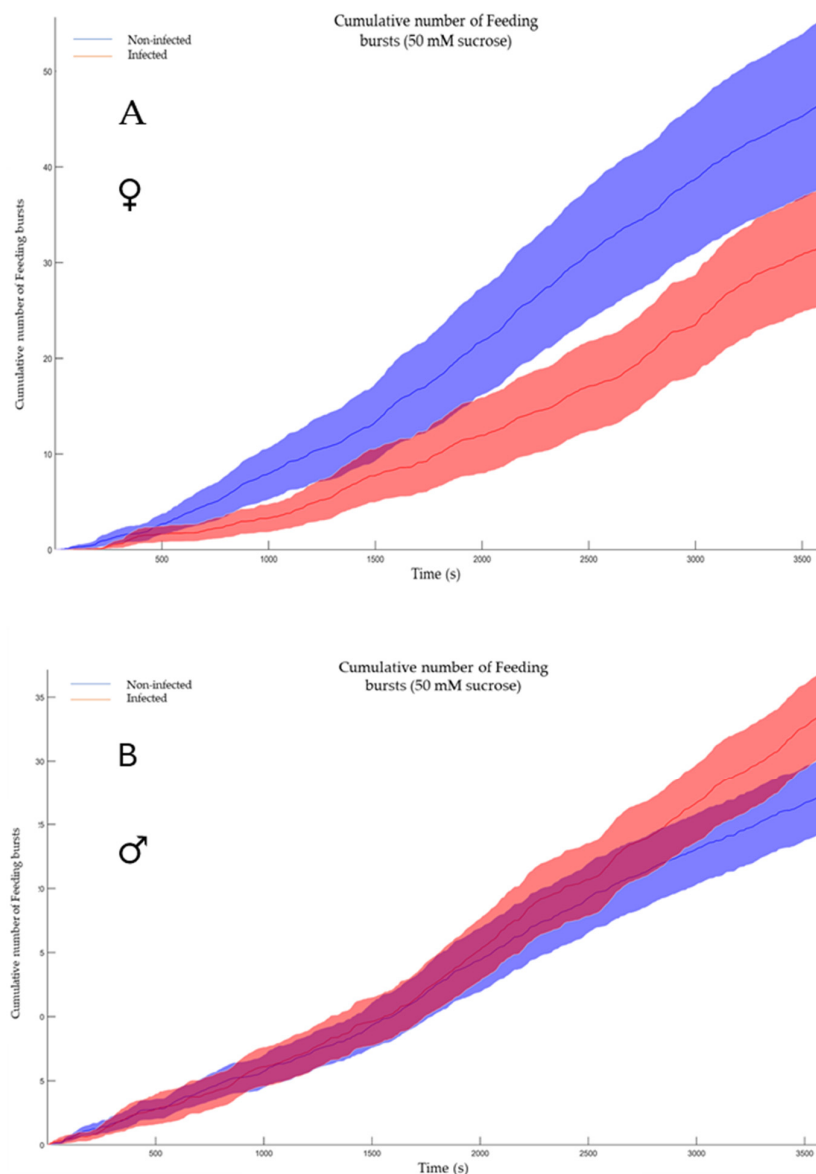 Cumulative number of Feeding
bursts (50 mM sucrose)
Non-infected
Infected
A
♀
50
40
30
20
10
0
Cumulative number of Feeding bursts
500
1000
1500
2000
2500
3000
3500
Time (s)
Cumulative number of Feeding
bursts (50 mM sucrose)
Non-infected
Infected
B
♂
35
30
15
10
5
0
5
0
Cumulative number of Feeding bursts
500
1000
1500
2000
2500
3000
3500
Time (s)